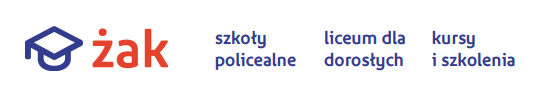 żak
szkoły policealne
liceum dla dorosłych
kursy i szkolenia